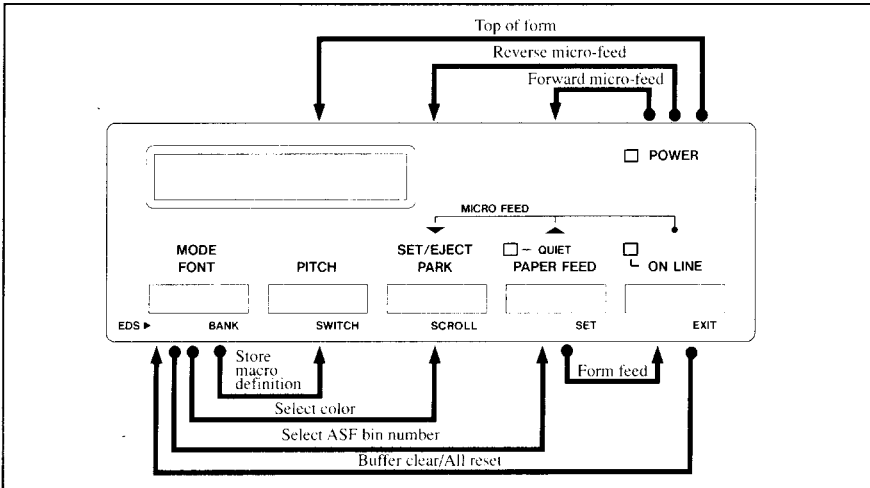 Top of form
Reverse micro-feed
Forward micro-feed
POWER
MICRO FEED
MODE FONT
PITCH
SET/EJECT PARK
QUIET
PAPER FEED
ON LINE
EDS
BANK
SWITCH
SCROLL
SET
EXIT
Store
macro
definition
Form feed
Select color
Select ASF bin number
Buffer clear/All reset